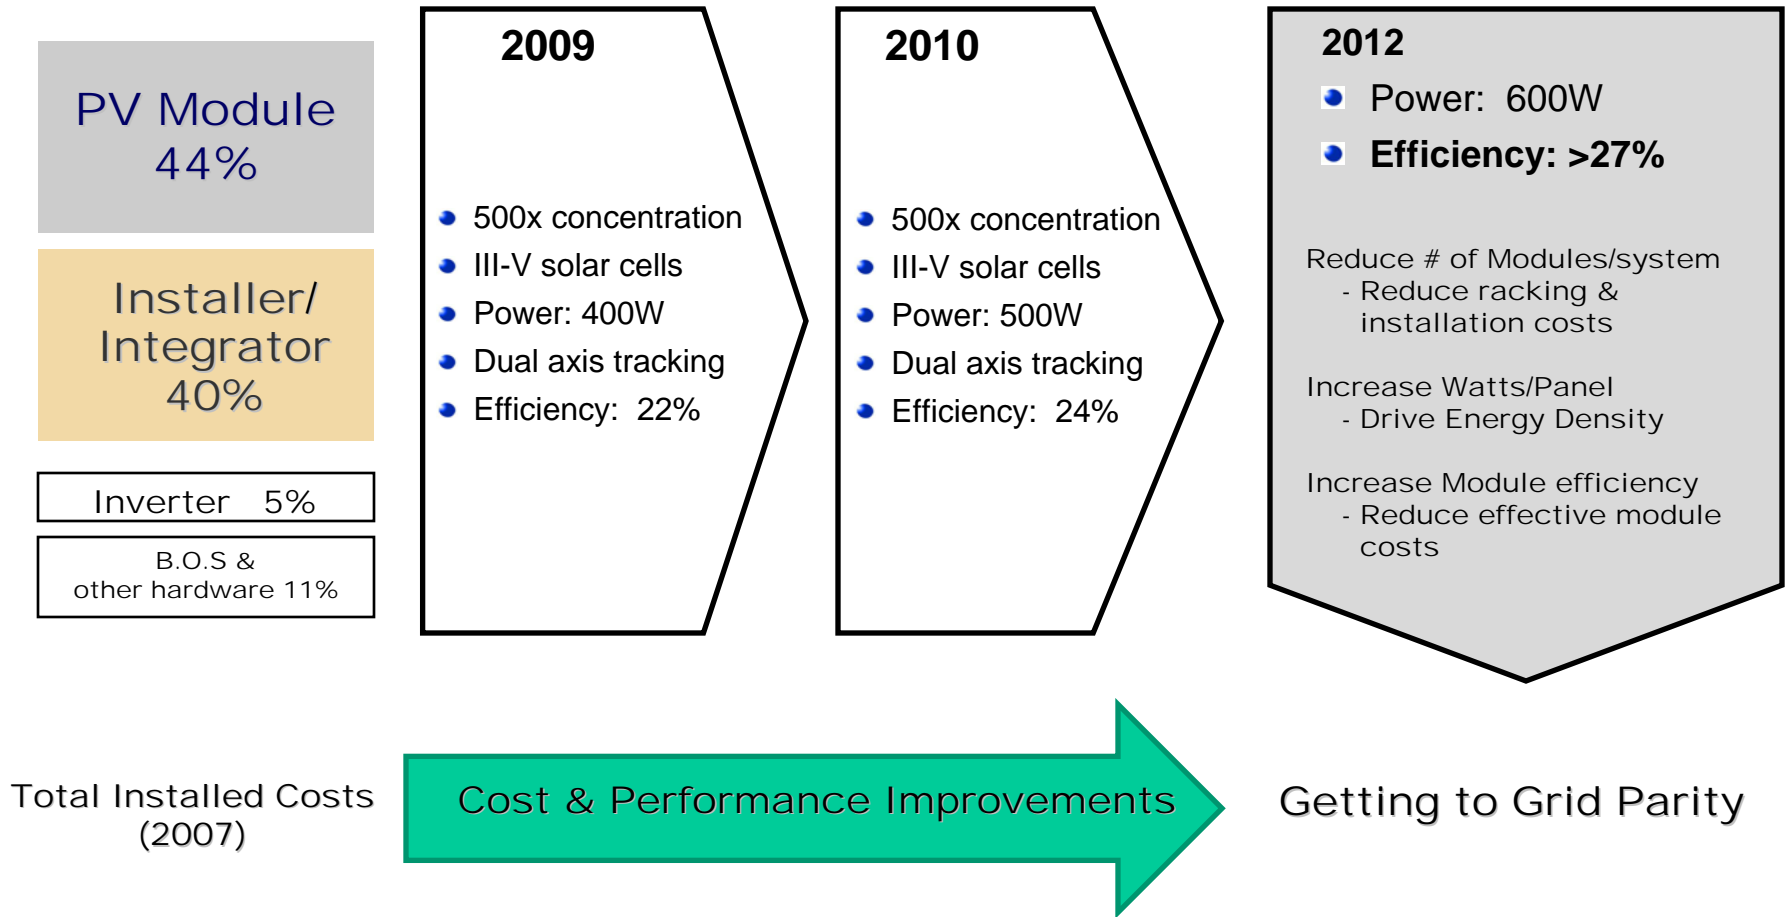 PV Module
44%
Installer/
Integrator
40%
Inverter 5%
B.O.S &
other hardware 11%
Total Installed Costs
(2007)
2009
500x concentration
III-V solar cells
Power: 400W
Dual axis tracking
Efficiency: 22%
2010
500x concentration
III-V solar cells
Power: 500W
Dual axis tracking
Efficiency: 24%
Cost & Performance Improvements
2012
Power: 600W
Efficiency: >27%
Reduce # of Modules/system
- Reduce racking &
installation costs
Increase Watts/Panel
- Drive Energy Density
Increase Module efficiency
- Reduce effective module
costs
Getting to Grid Parity